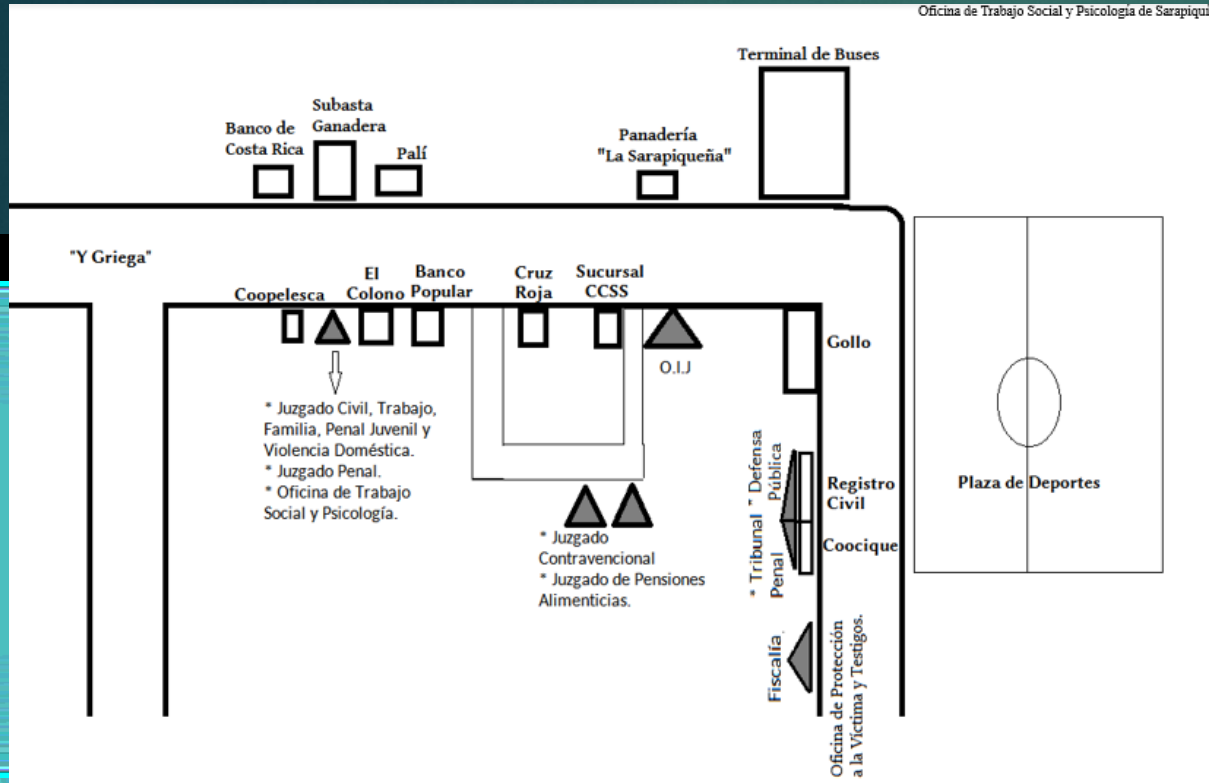 Oficina de Trabajo Social y Psicología de Sarapiqui
Terminal de Buses
Subasta
Ganadera
Banco de
Costa Rica
Palí
Panadería
"La Sarapiqueña"
"Y Griega"
Coopelesca
El
Colono
Banco
Popular
Cruz
Roja
Sucursal
CCSS
O.I.J
Gollo
* Juzgado Civil, Trabajo,
Familia, Penal Juvenil y
Violencia Doméstica.
* Juzgado Penal.
* Oficina de Trabajo
Social y Psicología.
* Juzgado
Contravencional
* Juzgado de Pensiones
Alimenticias.
* Defensa
Pública
* Tribunal
Penal
Registro
Civil
Coocique
Plaza de Deportes
Fiscalía
Oficina de Protección
a la Víctima y Testigos.